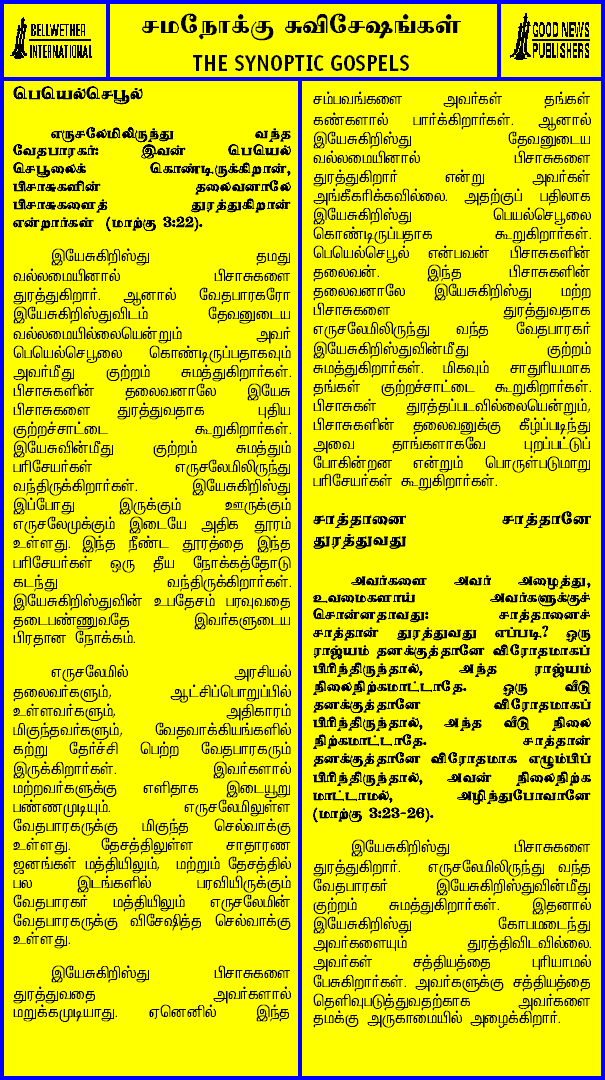 BELLWETHER
INTERNATIONAL
சமநோக்கு சுவிசேஷங்கள்
THE SYNOPTIC GOSPELS
GOOD NEWS
PUBLISHERS
பெயெல்செபூல்
எருசலேமிலிருந்து வந்த
வேதபாரகர்: இவன் பெயெல்
செபூலைக் கொண்டிருக்கிறான்,
பிசாசுகளின் தலைவனாலே
பிசாசுகளைத் துரத்துகிறான்
என்றார்கள் (மாற்கு 3:22).
இயேசுகிறிஸ்து தமது
வல்லமையினால் பிசாசுகளை
துரத்துகிறார். ஆனால் வேதபாரகரோ
இயேசுகிறிஸ்துவிடம் தேவனுடைய
வல்லமையில்லையென்றும் அவர்
பெயெல்செபூலை கொண்டிருப்பதாகவும்
அவர்மீது குற்றம் சுமத்துகிறார்கள்.
பிசாசுகளின் தலைவனாலே இயேசு
பிசாசுகளை துரத்துவதாக புதிய
குற்றச்சாட்டை கூறுகிறார்கள்.
இயேசுவின்மீது குற்றம் சுமத்தும்
பரிசேயர்கள் எருசலேமிலிருந்து
வந்திருக்கிறார்கள். இயேசுகிறிஸ்து
இப்போது இருக்கும் ஊருக்கும்
எருசலேமுக்கும் இடையே அதிக தூரம்
உள்ளது. இந்த நீண்ட தூரத்தை இந்த
பரிசேயர்கள் ஒரு தீய நோக்கத்தோடு
கடந்து வந்திருக்கிறார்கள்.
இயேசுகிறிஸ்துவின் உபதேசம் பரவுவதை
தடைபண்ணுவதே இவர்களுடைய
பிரதான நோக்கம்.
எருசலேமில் அரசியல்
தலைவர்களும், ஆட்சிப்பொறுப்பில்
உள்ளவர்களும், அதிகாரம்
மிகுந்தவர்களும், வேதவாக்கியங்களில்
கற்று தேர்ச்சி பெற்ற வேதபாரகரும்
இருக்கிறார்கள். இவர்களால்
மற்றவர்களுக்கு எளிதாக இடையூறு
பண்ணமுடியும். எருசலேமிலுள்ள
வேதபாரகருக்கு மிகுந்த செல்வாக்கு
உள்ளது. தேசத்திலுள்ள சாதாரண
ஜனங்கள் மத்தியிலும், மற்றும் தேசத்தில்
பல இடங்களில் பரவியிருக்கும்
வேதபாரகர் மத்தியிலும் எருசலேமின்
வேதபாரகருக்கு விசேஷித்த செல்வாக்கு
உள்ளது.
இயேசுகிறிஸ்து பிசாசுகளை
துரத்துவதை அவர்களால்
மறுக்கமுடியாது. ஏனெனில் இந்த
சம்பவங்களை அவர்கள் தங்கள்
கண்களால் பார்க்கிறார்கள். ஆனால்
இயேசுகிறிஸ்து தேவனுடைய
வல்லமையினால் பிசாசுகளை
துரத்துகிறார் என்று அவர்கள்
அங்கீகரிக்கவில்லை. அதற்குப் பதிலாக
இயேசுகிறிஸ்து பெயல்செபூலை
கொண்டிருப்பதாக கூறுகிறார்கள்.
பெயெல்செபூல் என்பவன் பிசாசுகளின்
தலைவன். இந்த பிசாசுகளின்
தலைவனாலே இயேசுகிறிஸ்து மற்ற
பிசாசுகளை துரத்துவதாக
எருசலேமிலிருந்து வந்த வேதபாரகர்
இயேசுகிறிஸ்துவின்மீது குற்றம்
சுமத்துகிறார்கள். மிகவும் சாதுரியமாக
தங்கள் குற்றச்சாட்டை கூறுகிறார்கள்.
பிசாசுகள் துரத்தப்படவில்லையென்றும்,
பிசாசுகளின் தலைவனுக்கு கீழ்ப்படிந்து
அவை தாங்களாகவே புறப்பட்டுப்
போகின்றன என்றும் பொருள்படுமாறு
பரிசேயர்கள் கூறுகிறார்கள்.
சாத்தானை சாத்தானே
துரத்துவது
அவர்களை அவர் அழைத்து,
உவமைகளாய் அவர்களுக்குச்
சொன்னதாவது: சாத்தானைச்
சாத்தான் துரத்துவது எப்படி? ஒரு
ராஜ்யம் தனக்குத்தானே விரோதமாகப்
பிரிந்திருந்தால், அந்த ராஜ்யம்
நிலைநிற்கமாட்டாதே. ஒரு வீடு
தனக்குத்தானே விரோதமாகப்
பிரிந்திருந்தால், அந்த வீடு நிலை
நிற்கமாட்டாதே. சாத்தான்
தனக்குத்தானே விரோதமாக எழும்பிப்
பிரிந்திருந்தால், அவன் நிலைநிற்க
மாட்டாமல், அழிந்துபோவானே
(மாற்கு 3:23-26).
இயேசுகிறிஸ்து பிசாசுகளை
துரத்துகிறார். எருசலேமிலிருந்து வந்த
வேதபாரகர் இயேசுகிறிஸ்துவின்மீது
குற்றம் சுமத்துகிறார்கள். இதனால்
இயேசுகிறிஸ்து கோபமடைந்து
அவர்களையும் துரத்திவிடவில்லை.
அவர்கள் சத்தியத்தை புரியாமல்
பேசுகிறார்கள். அவர்களுக்கு சத்தியத்தை
தெளிவுபடுத்துவதற்காக அவர்களை
தமக்கு அருகாமையில் அழைக்கிறார்.